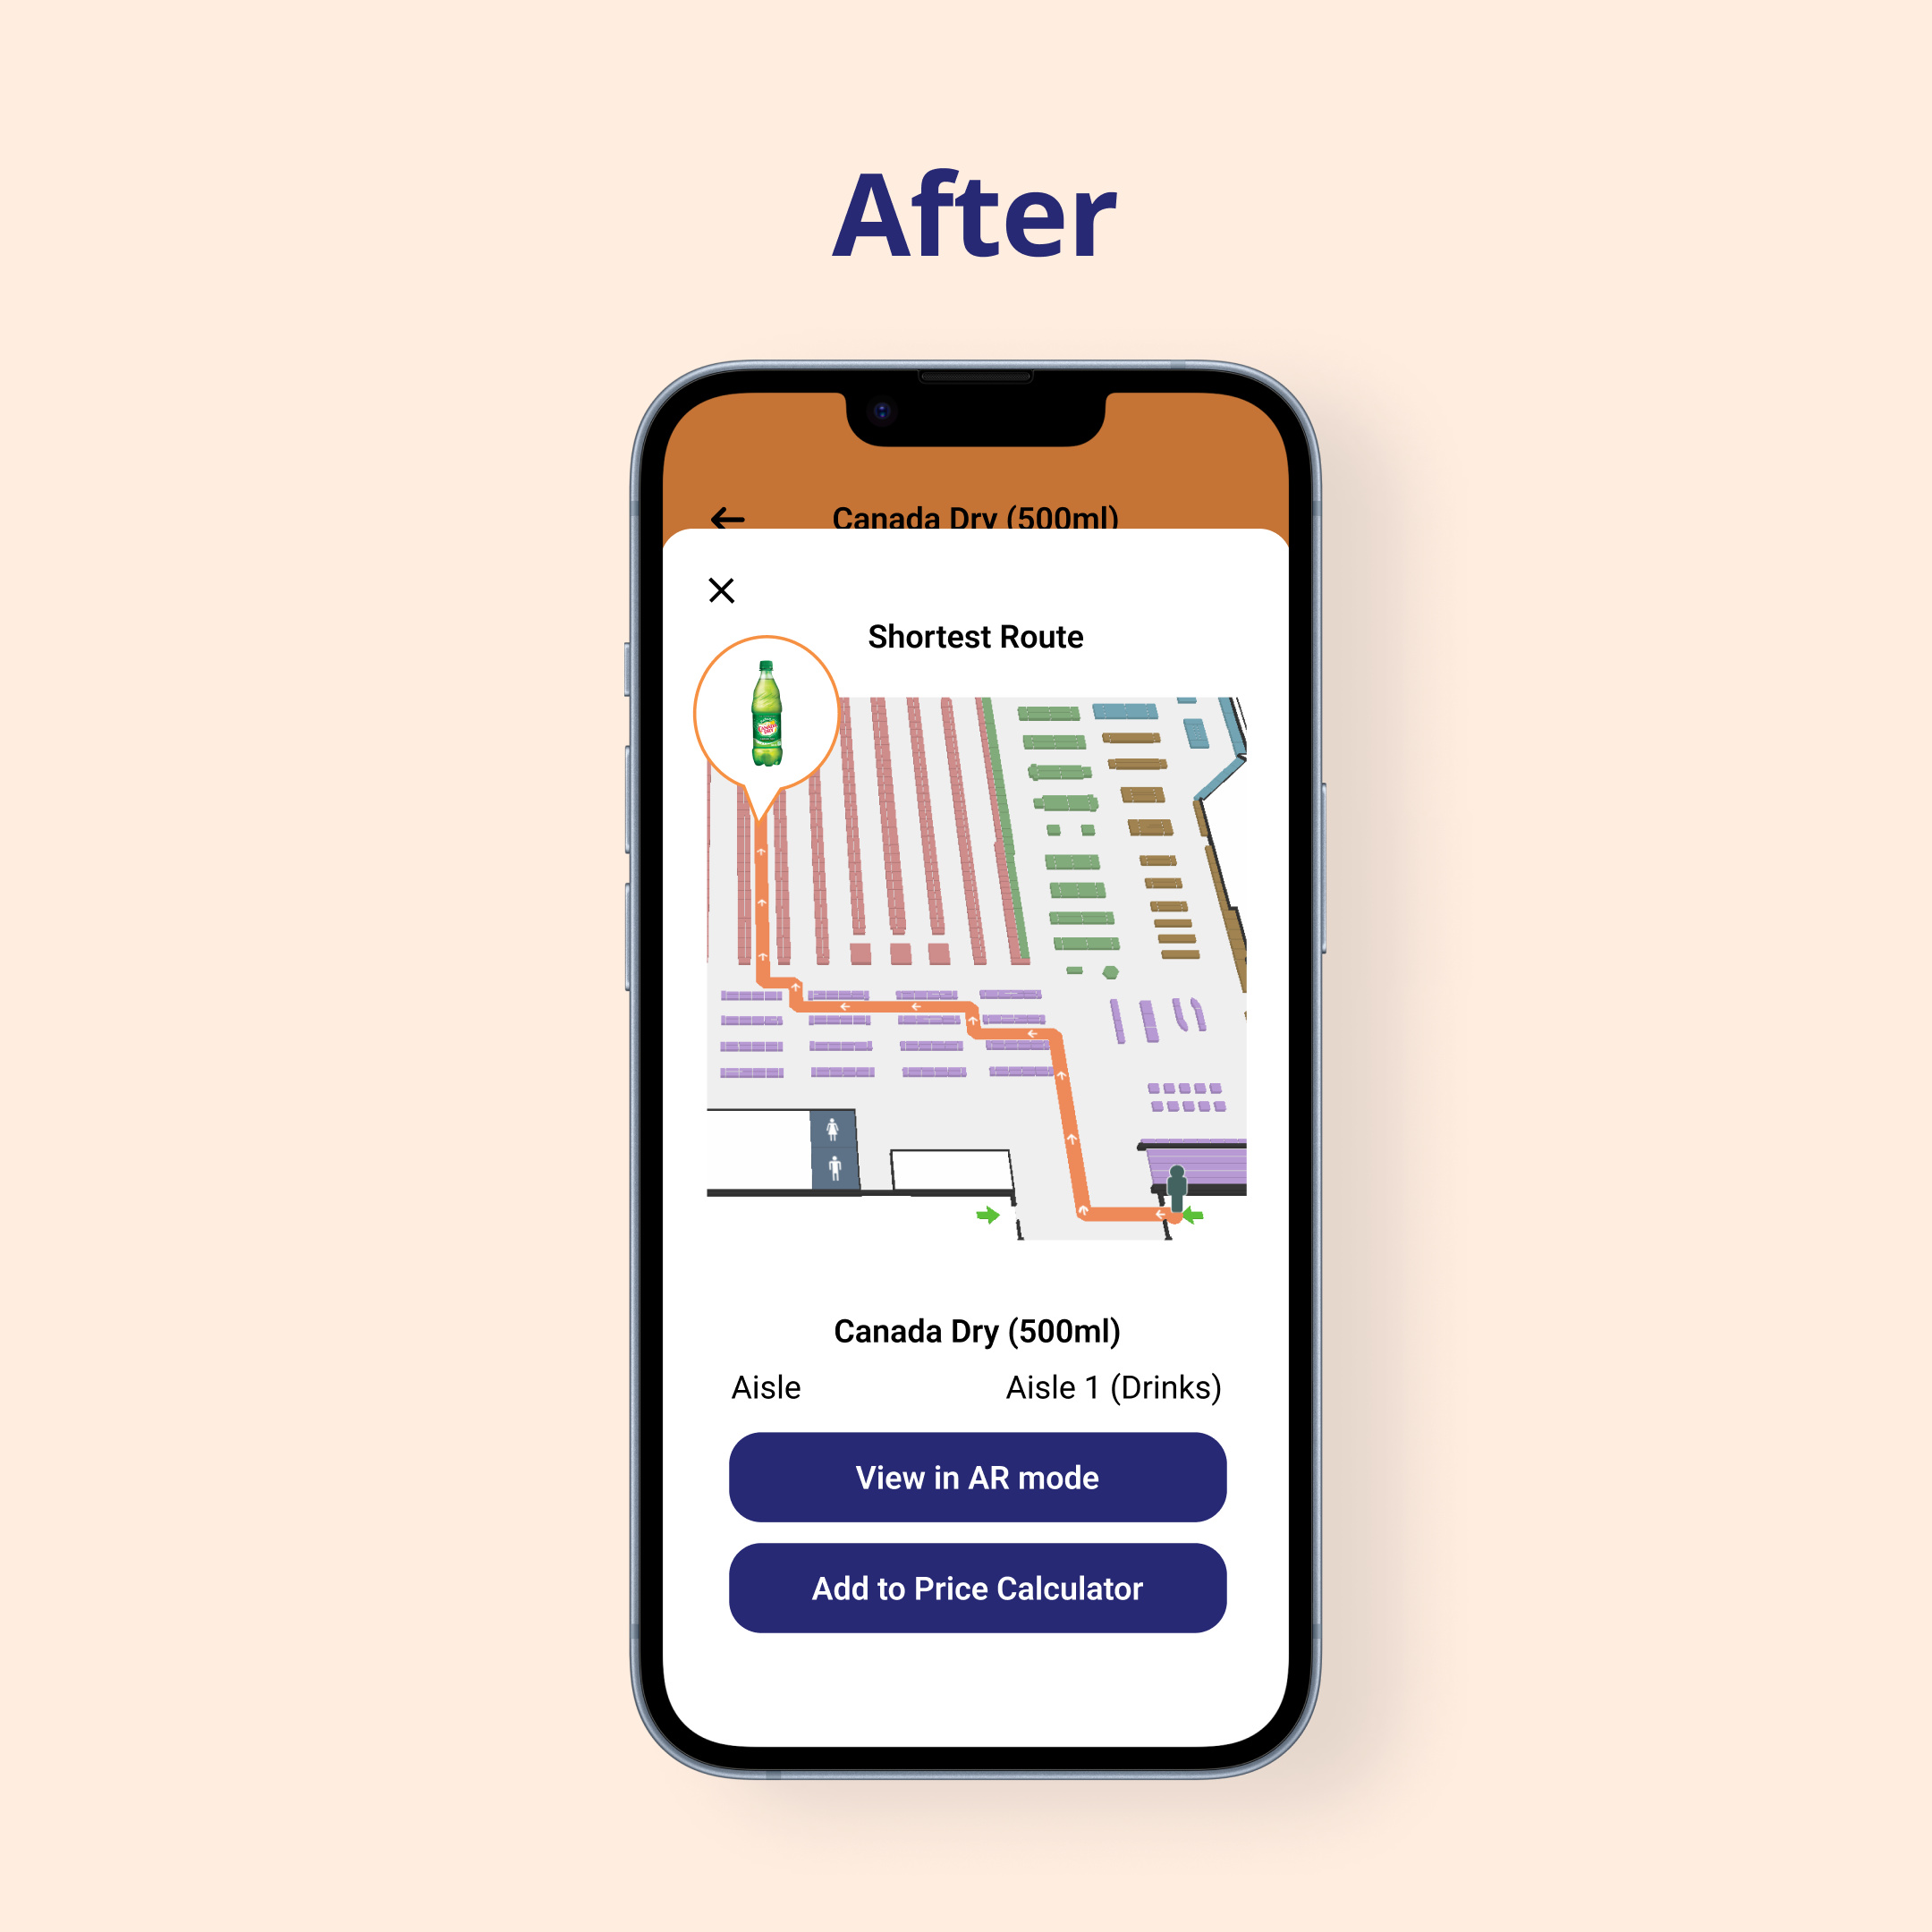 After
Canada Dry (500ml)
Shortest Route
Canada Dry (500ml)
Aisle Aisle 1 (Drinks)
View in AR mode
Add to Price Calculator